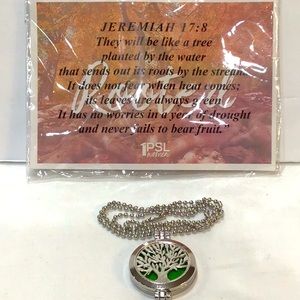 JEREMIAH 17:8
They will be like a tree
planted by the water
that sends out its roots by the stream.
It does not fear when heat comes;
its leaves are always green.
It has no worries in a year of drought
and never fails to bear fruit.”
1PSL